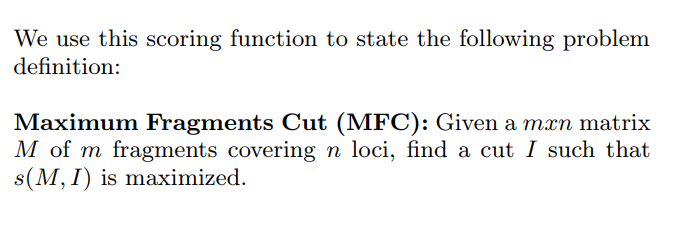 We use this scoring function to state the following problem
definition:
Maximum Fragments Cut (MFC): Given a mxn matrix
M of m fragments covering n loci, find a cut I such that
s(M, I) is maximized.